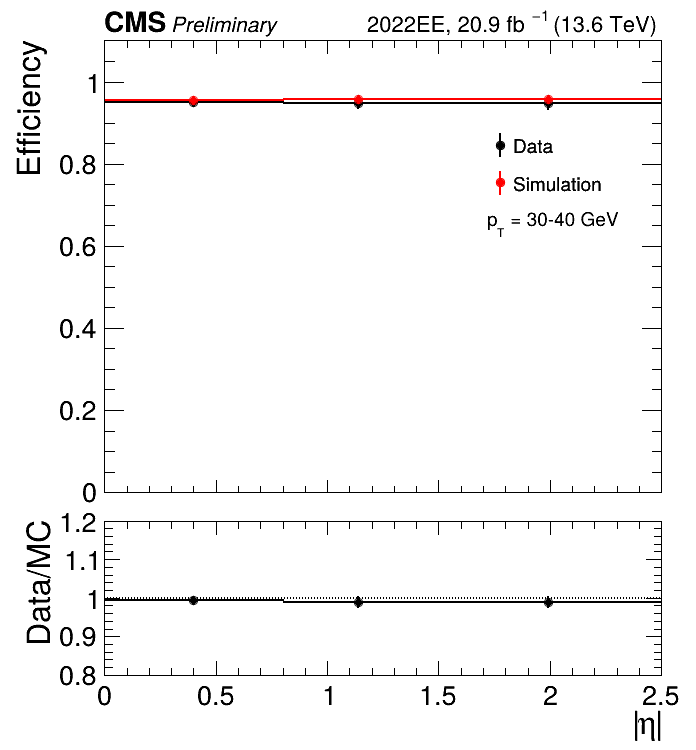 CMS Preliminary 2022EE, 20.9 fb ⁻¹ (13.6 TeV)
Efficiency
1
0.8
0.6
0.4
0.2
0
Data
Simulation
p_T = 30-40 GeV
Data/MC
1.2
1.1
1
0.9
0.8
0 0.5 1 1.5 2 2.5
|η|